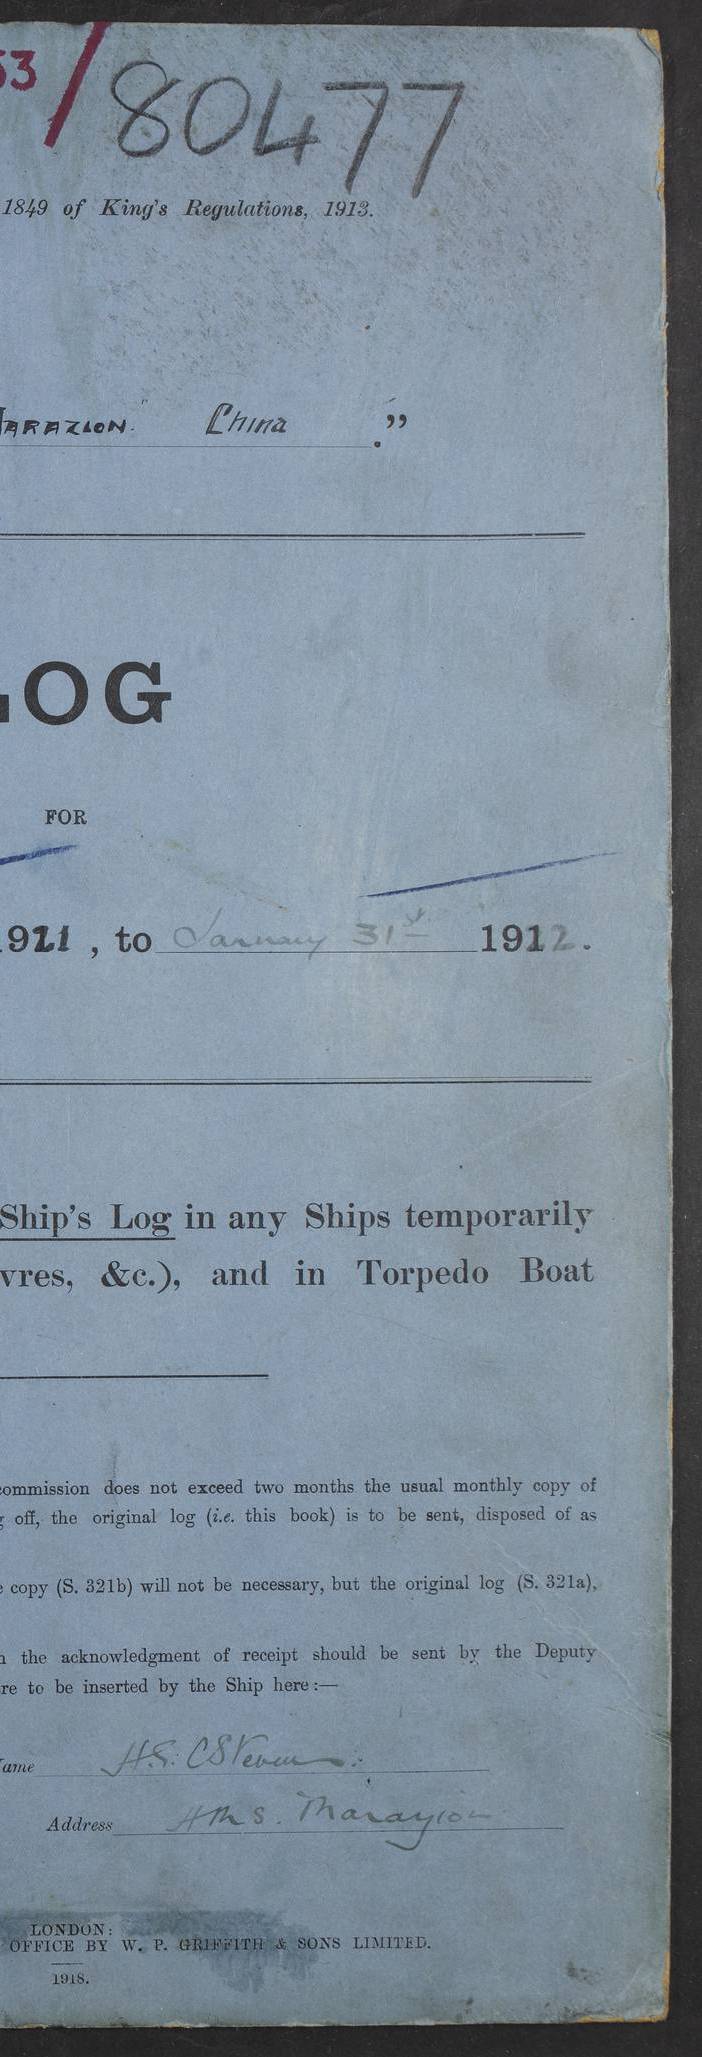 53/80477
1849 of King's Regulations, 1913.
MARAZION." China ."
LOG
FOR
1921, to January 31st 1922.
Ship's Log in any Ships temporarily
vres, &c.), and in Torpedo Boat
commission does not exceed two months the usual monthly copy of
g off, the original log (i.e. this book) is to be sent, disposed of as
e copy (S. 321b) will not be necessary, but the original log (S. 321a),
n the acknowledgment of receipt should be sent by the Deputy
re to be inserted by the Ship here:—
Name
Address HMS. Marazion
LONDON:
OFFICE BY W. P. GRIFFITH & SONS LIMITED.
1918.